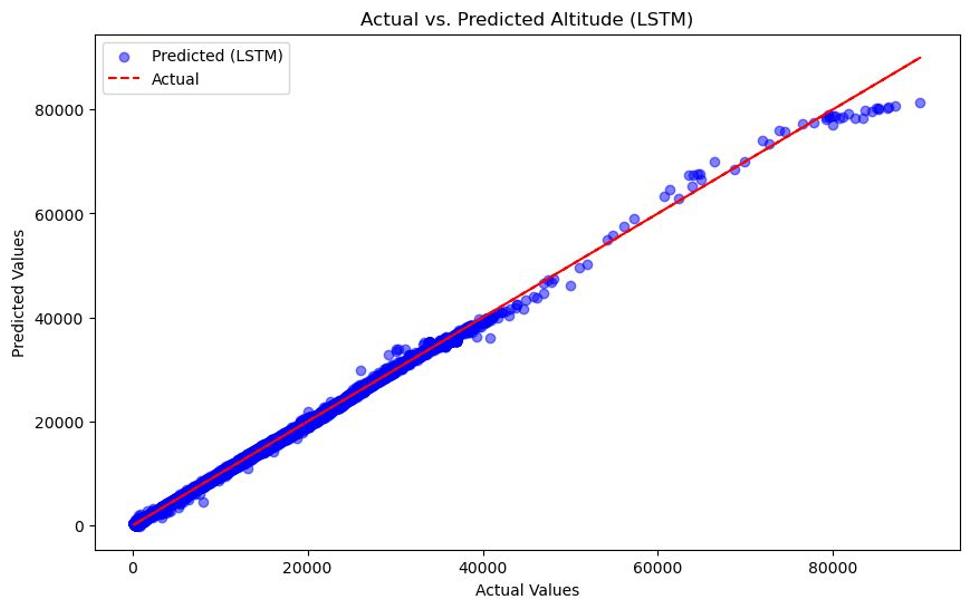 Actual vs. Predicted Altitude (LSTM)
Predicted (LSTM)
Actual
80000
60000
40000
20000
0
Predicted Values
0 20000 40000 60000 80000
Actual Values